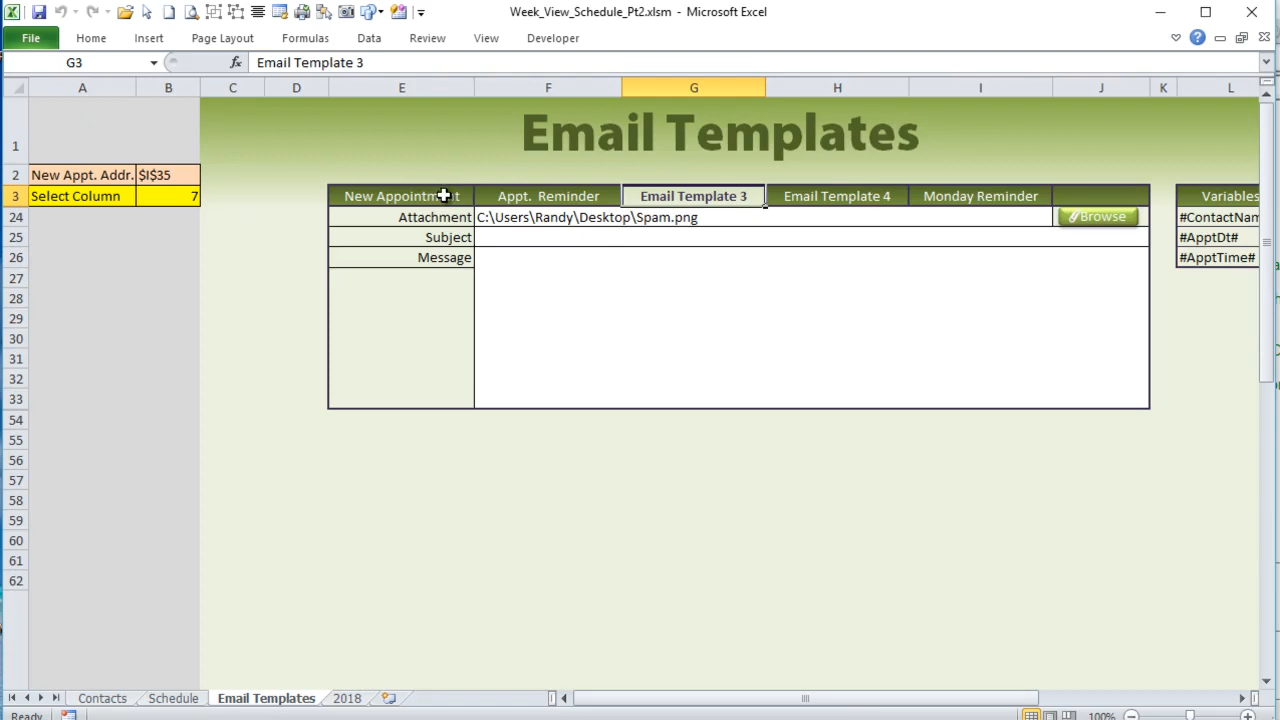 Week_View_Schedule_Pt2.xlsm - Microsoft Excel
File Home Insert Page Layout Formulas Data Review View Developer
G3 fx Email Template 3
A B C D E F G H I J K L
1 Email Templates
2 New Appt. Addr. $I$35
3 Select Column 7 New Appointment Appt. Reminder Email Template 3 Email Template 4 Monday Reminder Variables
24 Attachment C:\Users\Randy\Desktop\Spam.png Browse #ContactNam
25 Subject #ApptDt#
26 Message #ApptTime#
27
28
29
30
31
32
33
54
55
56
57
58
59
60
61
62
Contacts Schedule Email Templates 2018
Ready 100%